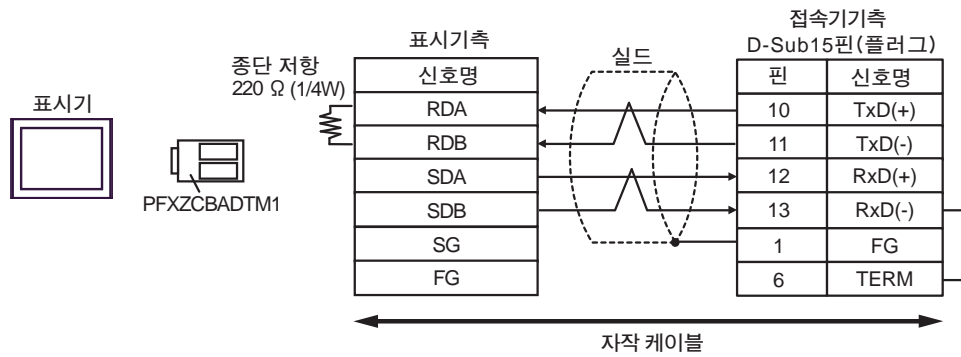 표시기
PFXZCBADTM1
종단 저항
220 Ω (1/4W)
표시기측
신호명
RDA
RDB
SDA
SDB
SG
FG
실드
접속기기측
D-Sub15핀(플러그)
핀 신호명
10 TxD(+)
11 TxD(-)
12 RxD(+)
13 RxD(-)
1 FG
6 TERM
자작 케이블